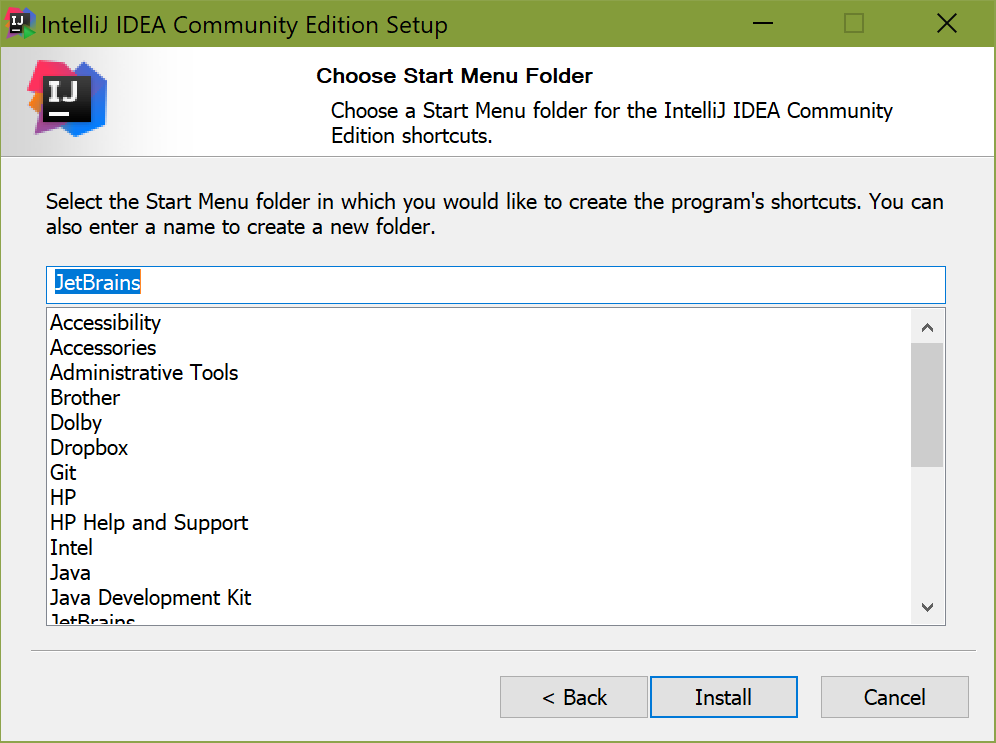 IJ IntelliJ IDEA Community Edition Setup
IJ
Choose Start Menu Folder
Choose a Start Menu folder for the IntelliJ IDEA Community
Edition shortcuts.
Select the Start Menu folder in which you would like to create the program's shortcuts. You can
also enter a name to create a new folder.
JetBrains
Accessibility
Accessories
Administrative Tools
Brother
Dolby
Dropbox
Git
HP
HP Help and Support
Intel
Java
Java Development Kit
JetBrains
< Back Install Cancel